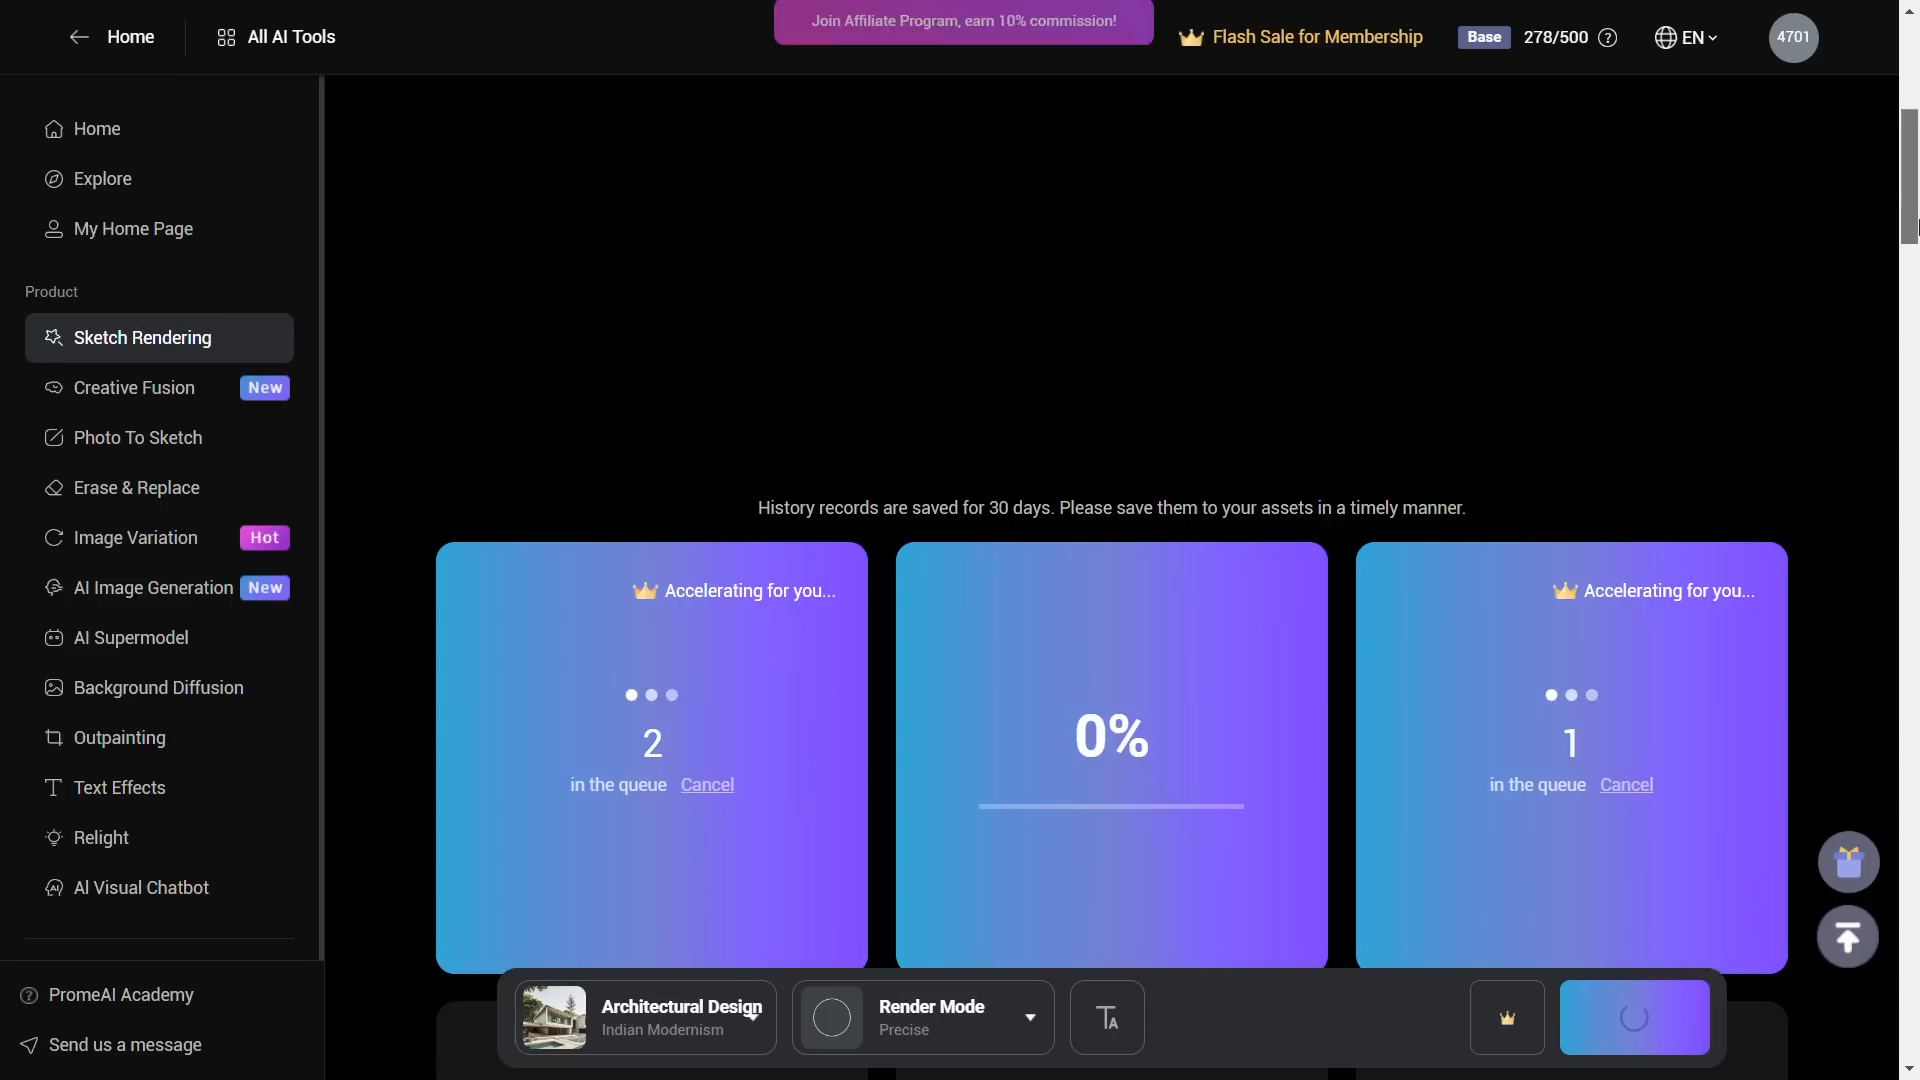 Home
All AI Tools
Join Affiliate Program, earn 10% commission!
Flash Sale for Membership
Base
278/500
EN
4701
Home
Explore
My Home Page
Product
Sketch Rendering
Creative Fusion
New
Photo To Sketch
Erase & Replace
Image Variation
Hot
AI Image Generation
New
AI Supermodel
Background Diffusion
Outpainting
Text Effects
Relight
AI Visual Chatbot
PromeAI Academy
Send us a message
History records are saved for 30 days. Please save them to your assets in a timely manner.
Accelerating for you...
2
in the queue Cancel
0%
Accelerating for you...
1
in the queue Cancel
Architectural Design
Indian Modernism
Render Mode
Precise